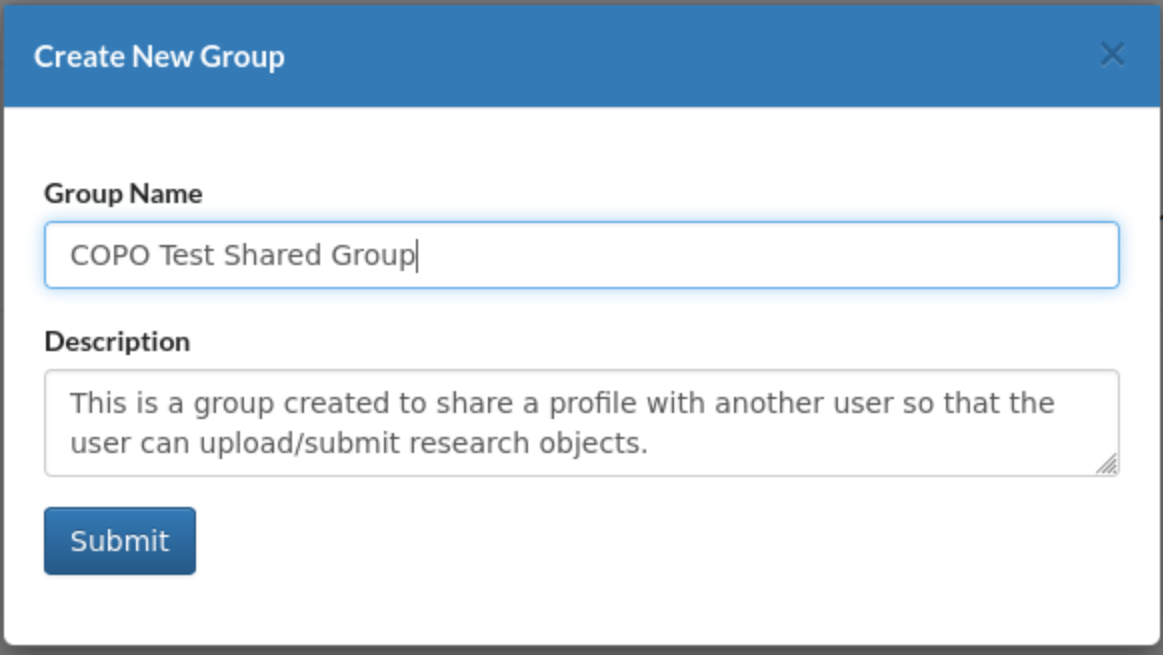 Create New Group
Group Name
COPO Test Shared Group
Description
This is a group created to share a profile with another user so that the
user can upload/submit research objects.
Submit